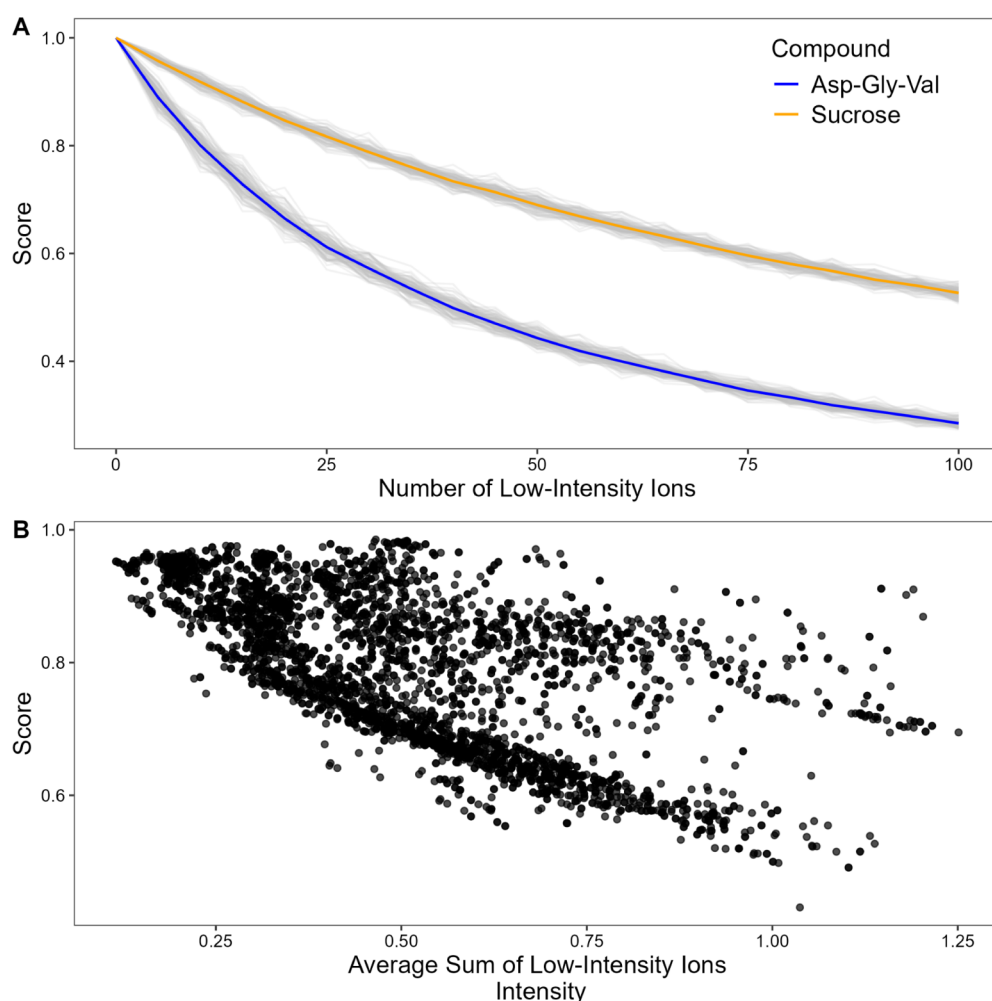 A
1.0
0.8
0.6
0.4
Score
Compound
Asp-Gly-Val
Sucrose
0 25 50 75 100
Number of Low-Intensity Ions
B
1.0
0.8
0.6
Score
0.25 0.50 0.75 1.00 1.25
Average Sum of Low-Intensity Ions
Intensity